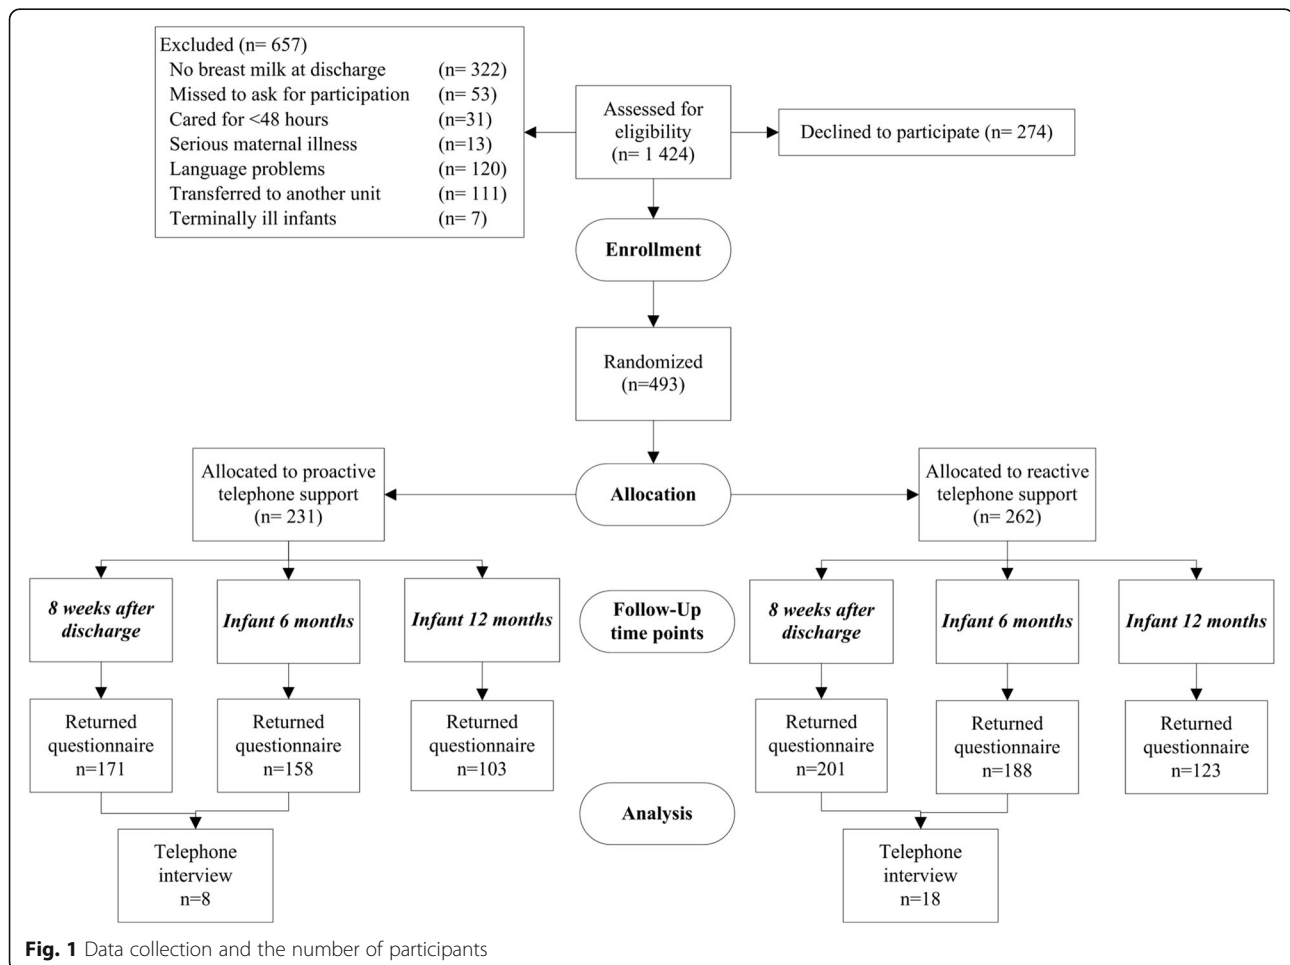 Excluded (n= 657)
No breast milk at discharge (n= 322)
Missed to ask for participation (n= 53)
Cared for <48 hours (n=31)
Serious maternal illness (n=13)
Language problems (n= 120)
Transferred to another unit (n= 111)
Terminally ill infants (n= 7)
Assessed for
eligibility
(n= 1 424)
Declined to participate (n= 274)
Enrollment
Randomized
(n=493)
Allocated to proactive
telephone support
(n= 231)
Allocation
Allocated to reactive
telephone support
(n= 262)
8 weeks after
discharge
Infant 6 months
Infant 12 months
Follow-Up
time points
8 weeks after
discharge
Infant 6 months
Infant 12 months
Returned
questionnaire
n=171
Returned
questionnaire
n=158
Returned
questionnaire
n=103
Returned
questionnaire
n=201
Returned
questionnaire
n=188
Returned
questionnaire
n=123
Analysis
Telephone
interview
n=8
Telephone
interview
n=18
Fig. 1 Data collection and the number of participants